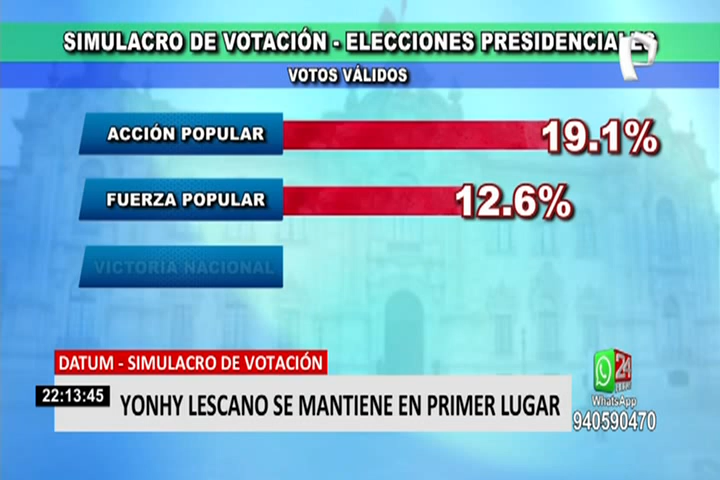 SIMULACRO DE VOTACIÓN - ELECCIONES PRESIDENCIALES
VOTOS VÁLIDOS
ACCIÓN POPULAR 19.1%
FUERZA POPULAR 12.6%
VICTORIA NACIONAL
DATUM - SIMULACRO DE VOTACIÓN
22:13:45
YONHY LESCANO SE MANTIENE EN PRIMER LUGAR
24
WhatsApp
940590470